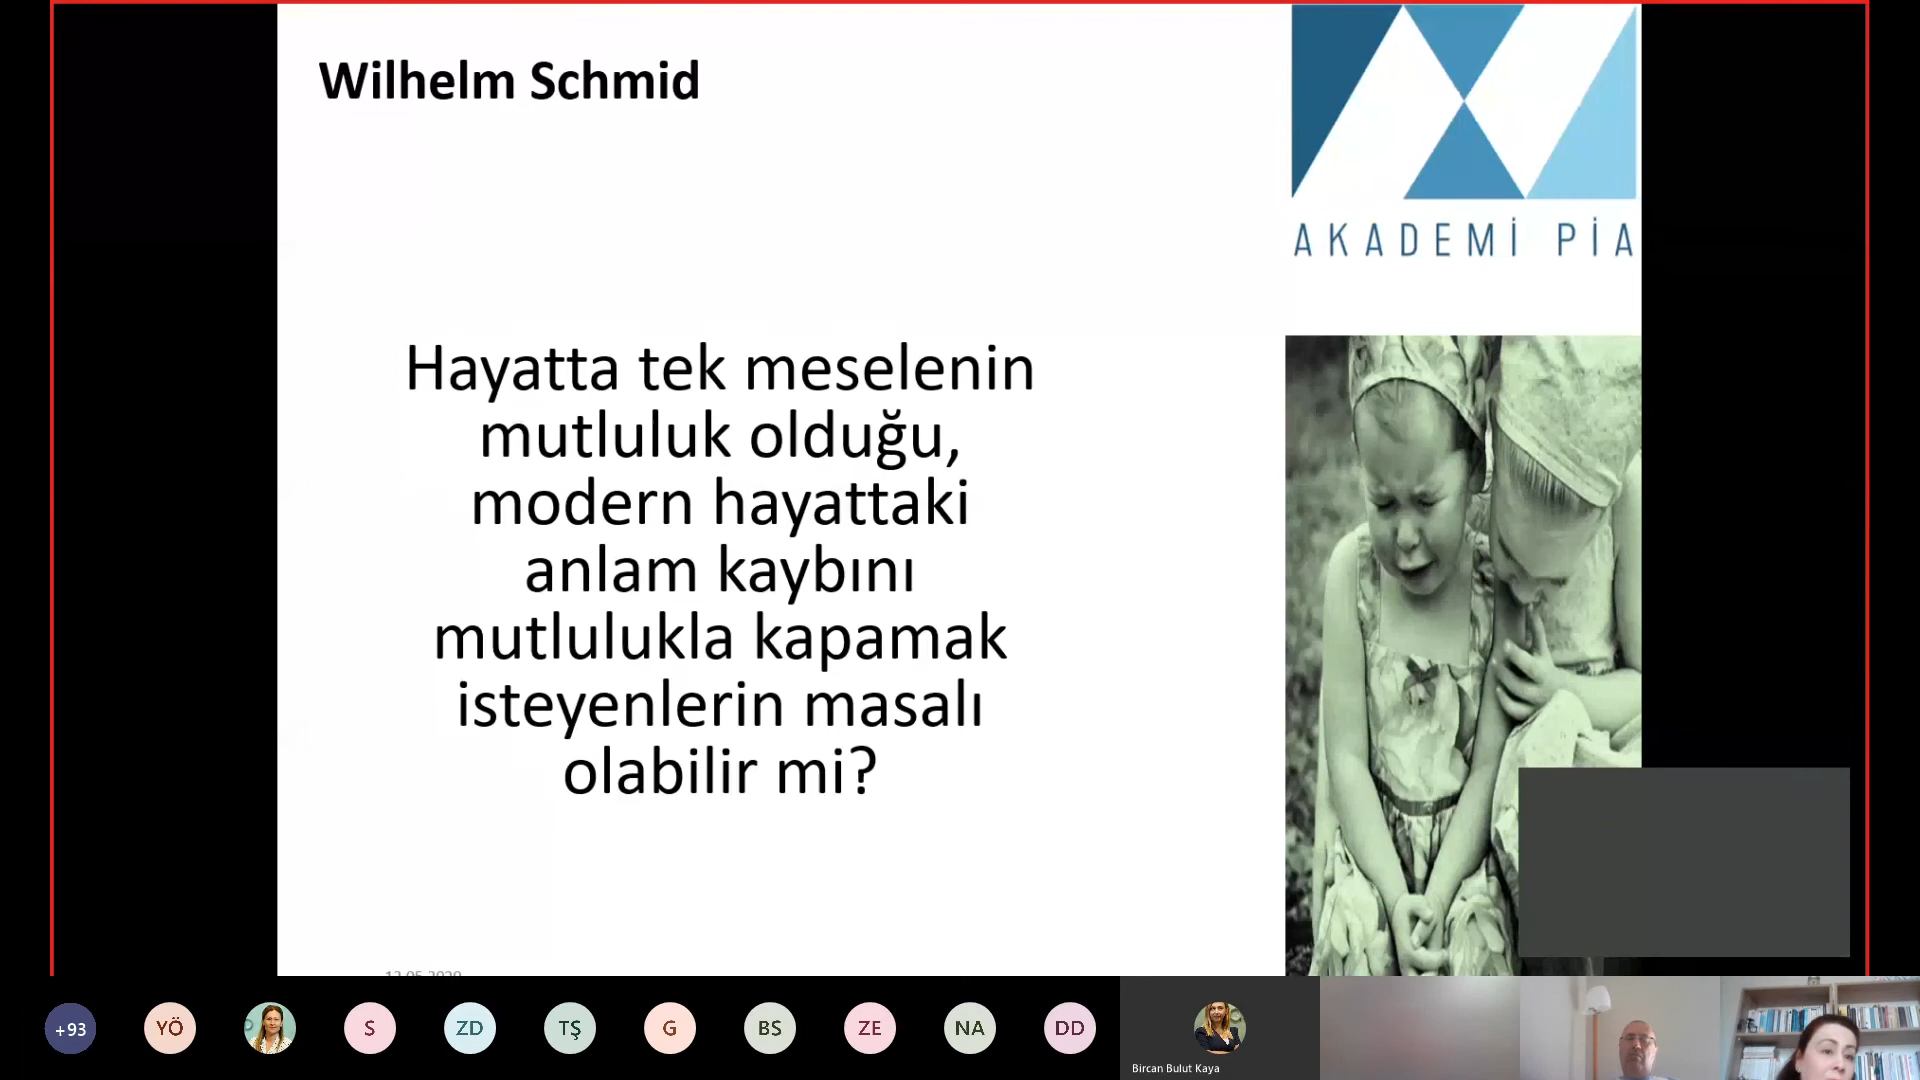 Wilhelm Schmid
AKADEMİ PİA
Hayatta tek meselenin
mutluluk olduğu,
modern hayattaki
anlam kaybını
mutlulukla kapamak
isteyenlerin masalı
olabilir mi?
+93
YÖ
S
ZD
TŞ
G
BS
ZE
NA
DD
Bircan Bulut Kaya